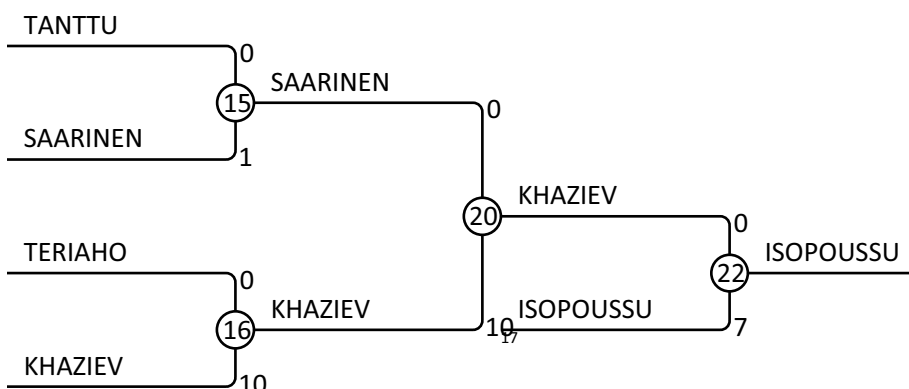 TANTTU
0
15
SAARINEN
0
SAARINEN
1
20
KHAZIEV
0
TERIAHO
0
22
ISOPOUSSU
16
KHAZIEV
10
17
ISOPOUSSU
7
KHAZIEV
10